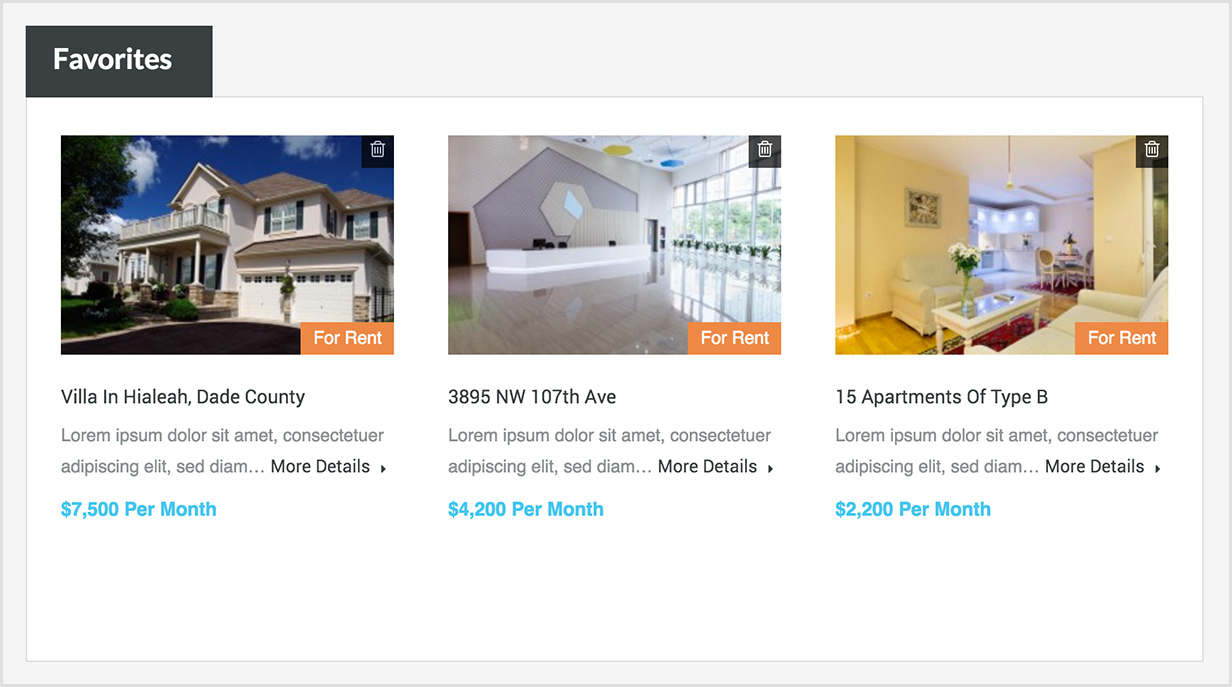 Favorites
For Rent
For Rent
For Rent
Villa In Hialeah, Dade County
Lorem ipsum dolor sit amet, consectetuer
adipiscing elit, sed diam… More Details
$7,500 Per Month
3895 NW 107th Ave
Lorem ipsum dolor sit amet, consectetuer
adipiscing elit, sed diam… More Details
$4,200 Per Month
15 Apartments Of Type B
Lorem ipsum dolor sit amet, consectetuer
adipiscing elit, sed diam… More Details
$2,200 Per Month